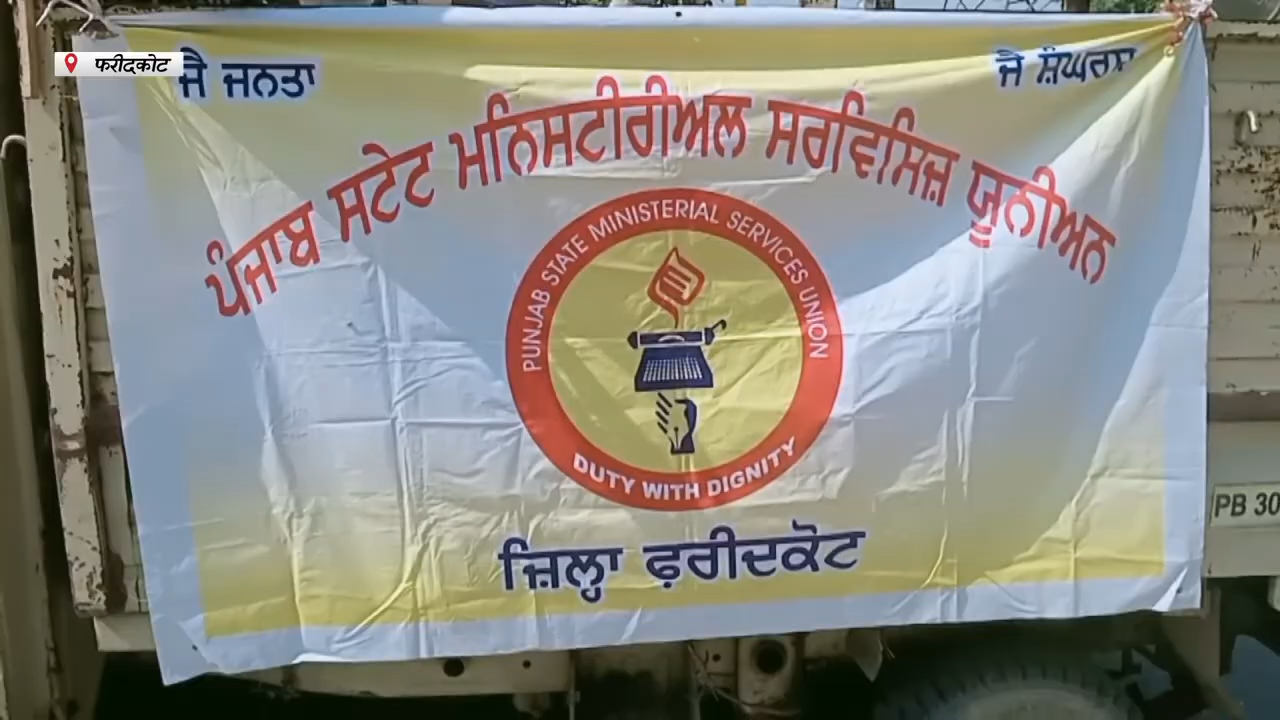 फरीदकोट
ਜੈ ਜਨਤਾ
ਜੈ ਸ਼ੰਘਰਸ਼
ਪੰਜਾਬ ਸਟੇਟ ਮਨਿਸਟੀਰੀਅਲ ਸਰਵਿਸਿਜ਼ ਯੂਨੀਅਨ
PUNJAB STATE MINISTERIAL SERVICES UNION
DUTY WITH DIGNITY
ਜ਼ਿਲ੍ਹਾ ਫ਼ਰੀਦਕੋਟ
PB 30